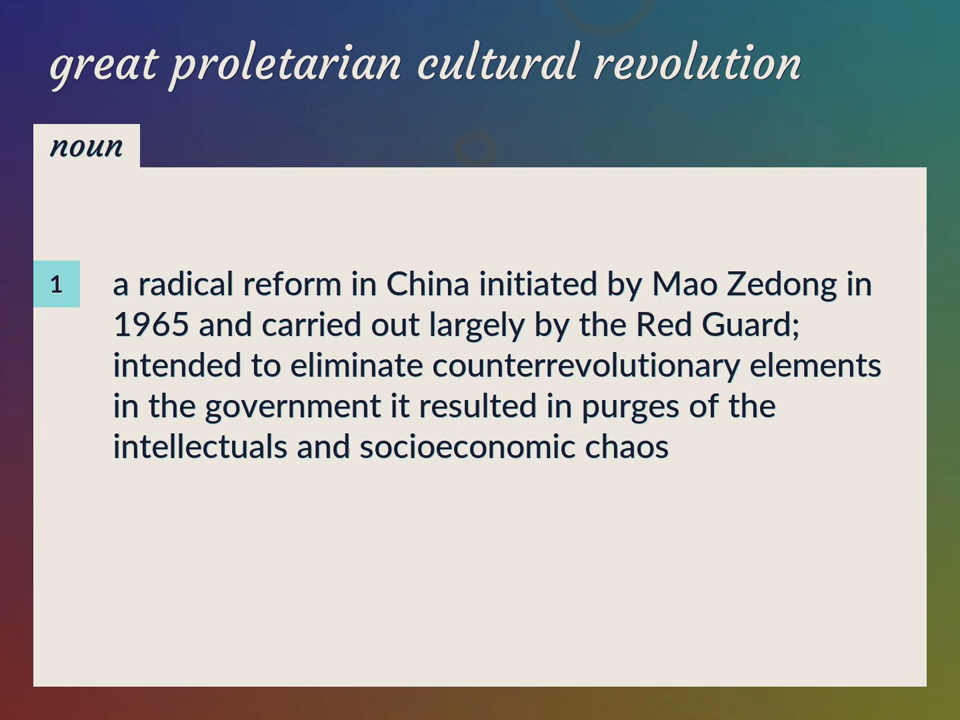 great proletarian cultural revolution
noun
1
a radical reform in China initiated by Mao Zedong in
1965 and carried out largely by the Red Guard;
intended to eliminate counterrevolutionary elements
in the government it resulted in purges of the
intellectuals and socioeconomic chaos